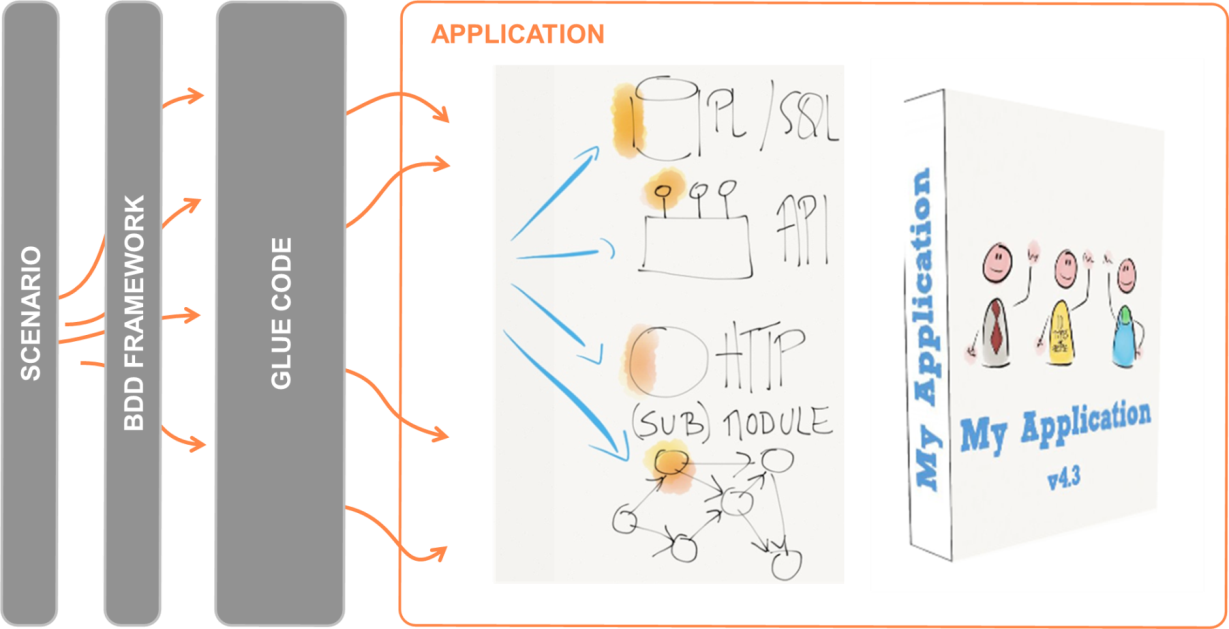 SCENARIO
BDD FRAMEWORK
GLUE CODE
APPLICATION
PL/SQL
API
HTTP
(SUB) MODULE
My Application
My Application
v4.3